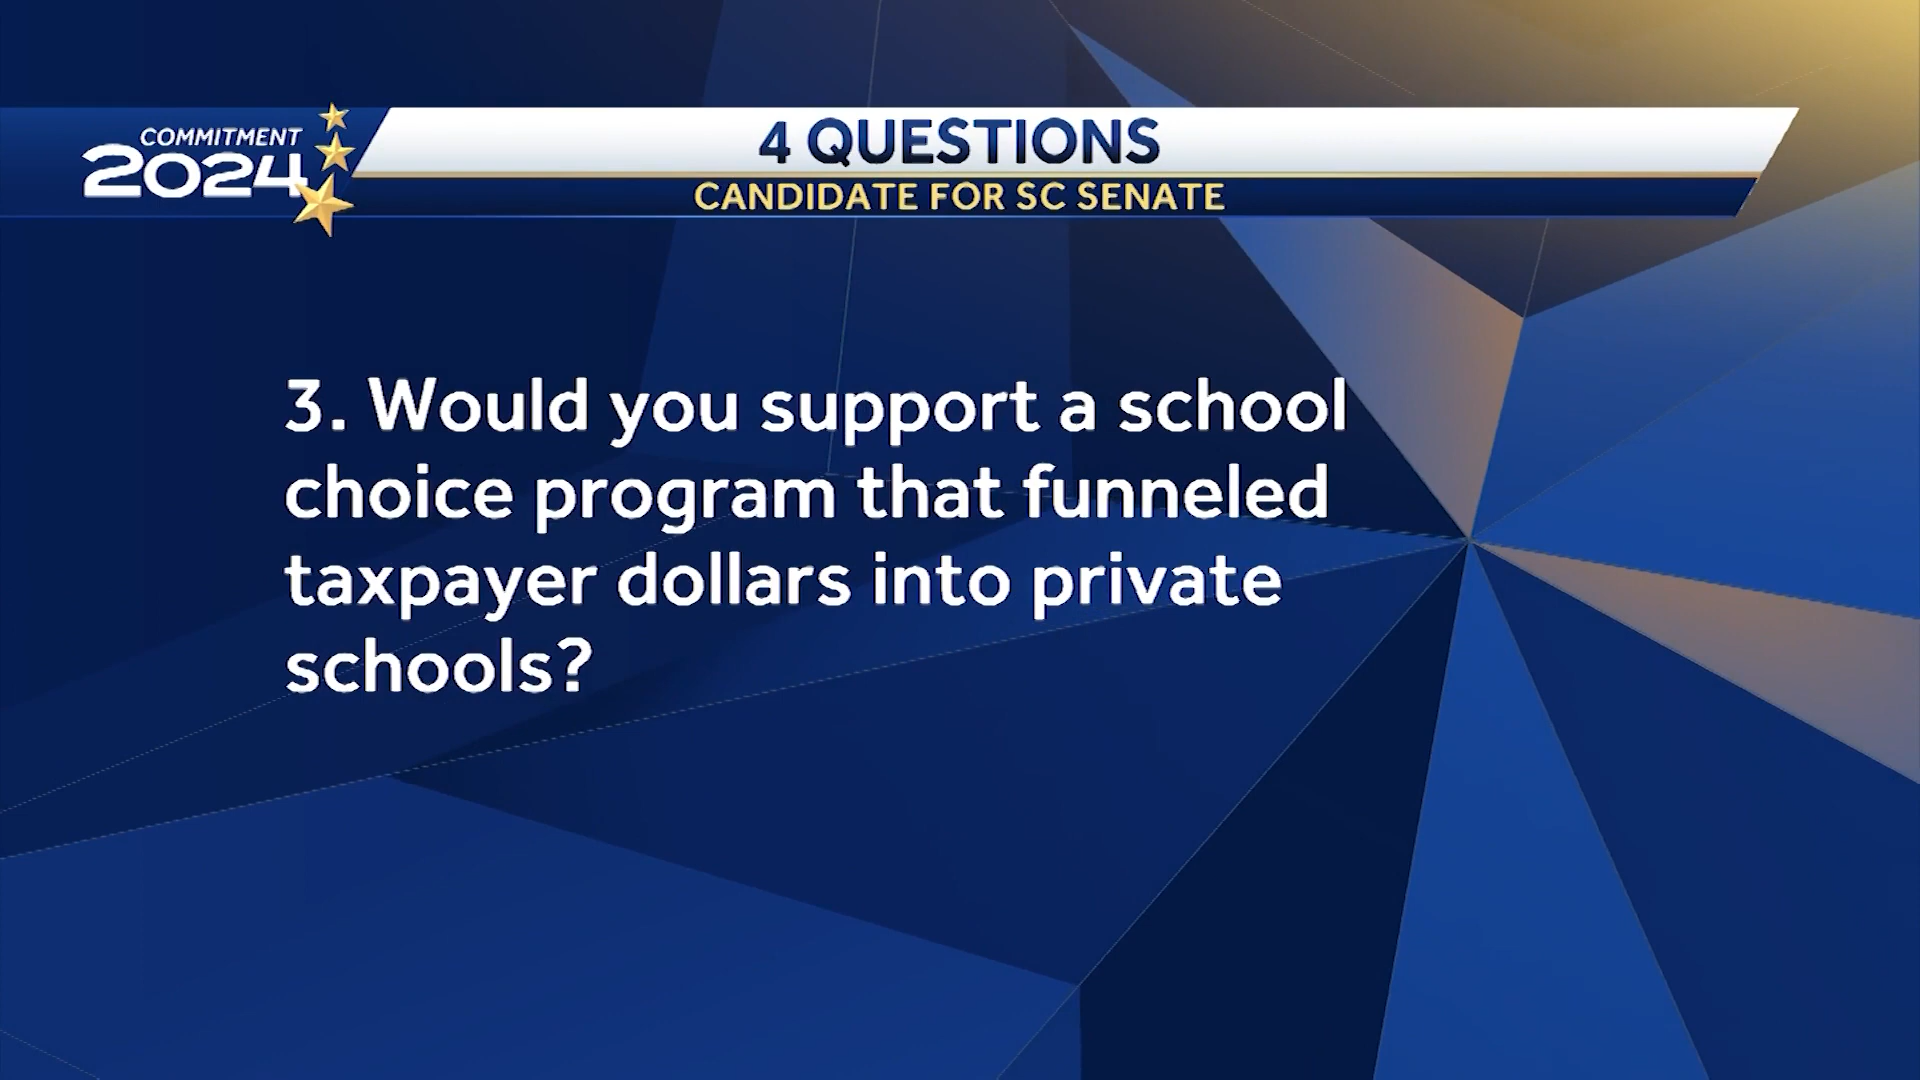 COMMITMENT
2024
4 QUESTIONS
CANDIDATE FOR SC SENATE
3. Would you support a school
choice program that funneled
taxpayer dollars into private
schools?